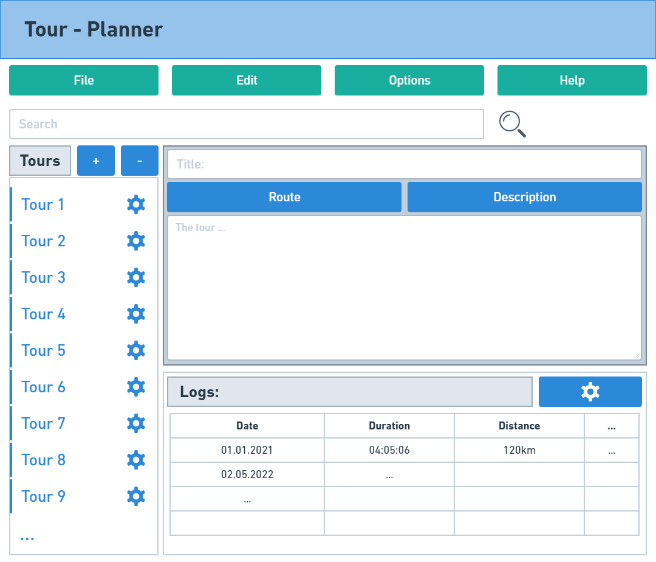 Tour - Planner
File Edit Options Help
Search
Tours + -
Tour 1
Tour 2
Tour 3
Tour 4
Tour 5
Tour 6
Tour 7
Tour 8
Tour 9
...
Title:
Route Description
The tour ...
Logs:
Date Duration Distance ...
01.01.2021 04:05:06 120km ...
02.05.2022 ...
...